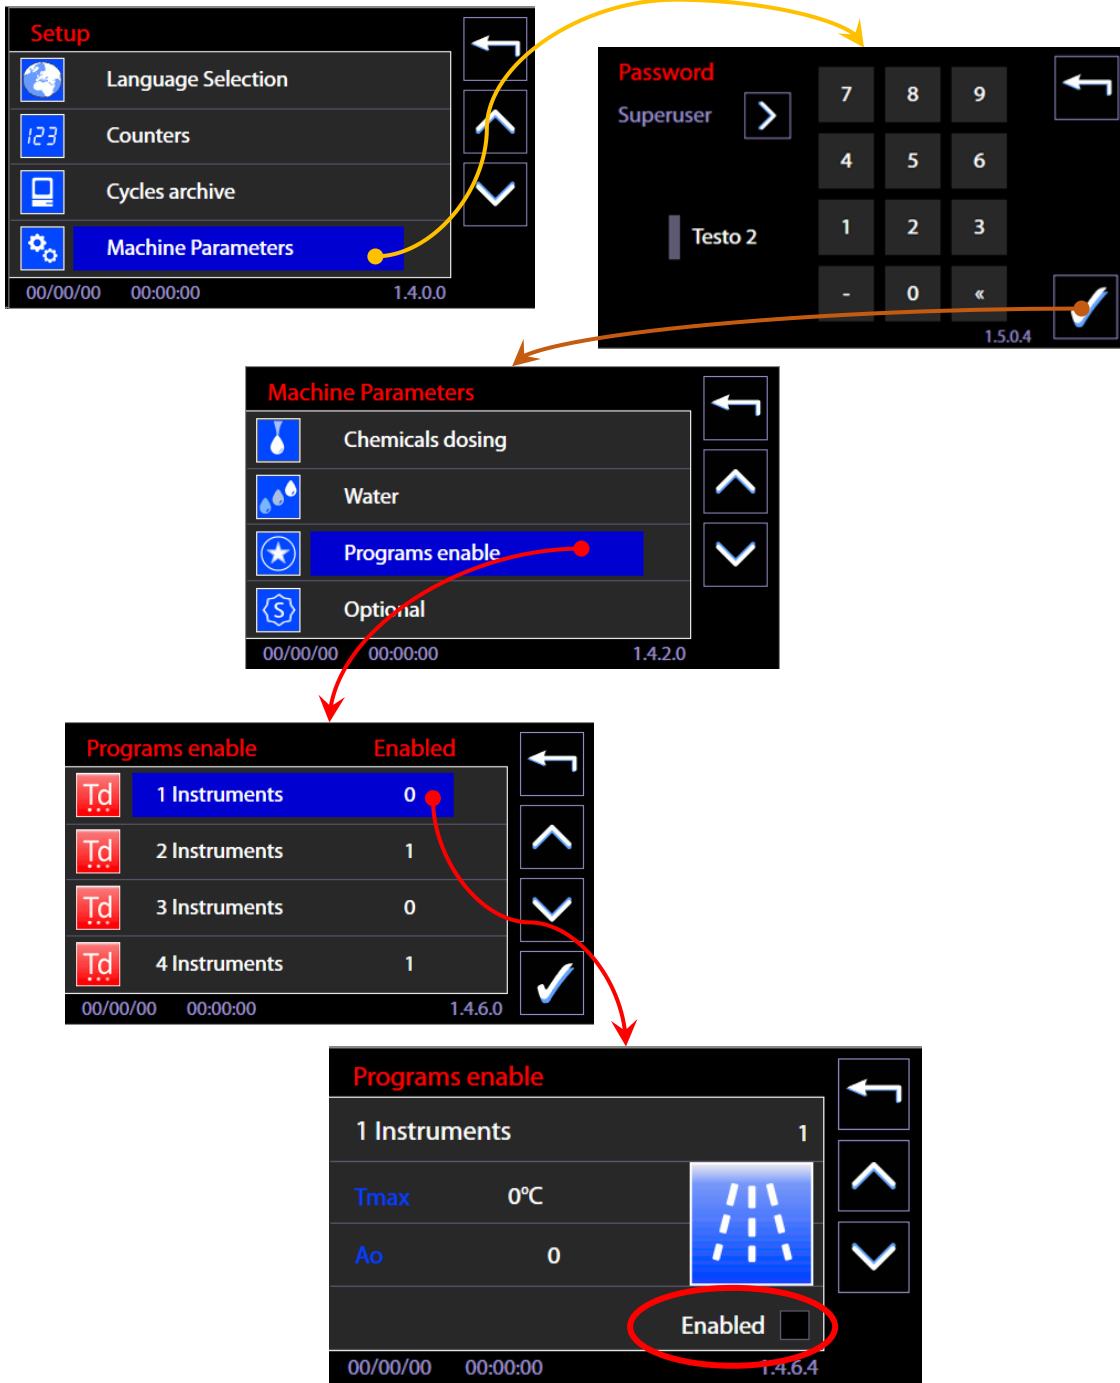 Setup
Language Selection
123 Counters
Cycles archive
Machine Parameters
00/00/00 00:00:00 1.4.0.0
Password
Superuser
7 8 9
4 5 6
Testo 2
1 2 3
- 0 «
1.5.0.4
Machine Parameters
Chemicals dosing
Water
Programs enable
S Optional
00/00/00 00:00:00 1.4.2.0
Programs enable Enabled
Td 1 Instruments 0
Td 2 Instruments 1
Td 3 Instruments 0
Td 4 Instruments 1
00/00/00 00:00:00 1.4.6.0
Programs enable
1 Instruments 1
Tmax 0°C
Ao 0
Enabled
00/00/00 00:00:00 1.4.6.4